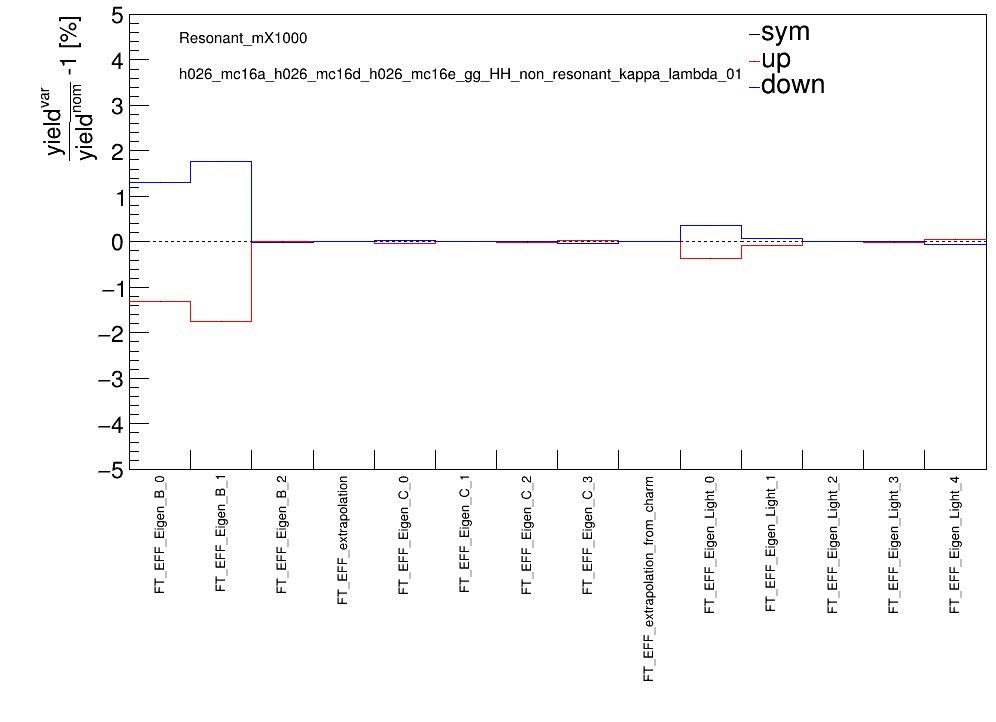 yield^var / yield^nom -1 [%]
Resonant_mX1000
h026_mc16a_h026_mc16d_h026_mc16e_gg_HH_non_resonant_kappa_lambda_01
sym
up
down
5
4
3
2
1
0
−1
−2
−3
−4
−5
FT_EFF_Eigen_B_0
FT_EFF_Eigen_B_1
FT_EFF_Eigen_B_2
FT_EFF_extrapolation
FT_EFF_Eigen_C_0
FT_EFF_Eigen_C_1
FT_EFF_Eigen_C_2
FT_EFF_Eigen_C_3
FT_EFF_extrapolation_from_charm
FT_EFF_Eigen_Light_0
FT_EFF_Eigen_Light_1
FT_EFF_Eigen_Light_2
FT_EFF_Eigen_Light_3
FT_EFF_Eigen_Light_4